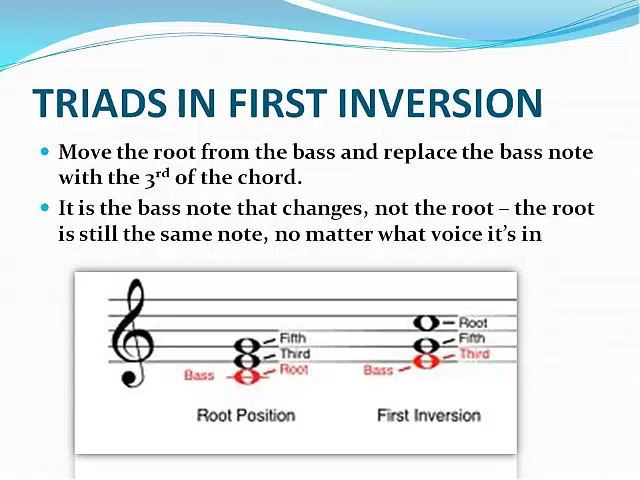 TRIADS IN FIRST INVERSION
• Move the root from the bass and replace the bass note
with the 3rd of the chord.
• It is the bass note that changes, not the root – the root
is still the same note, no matter what voice it's in
Root
Fifth
Fifth
Third
Third
Bass
Root
Bass
Root Position
First Inversion